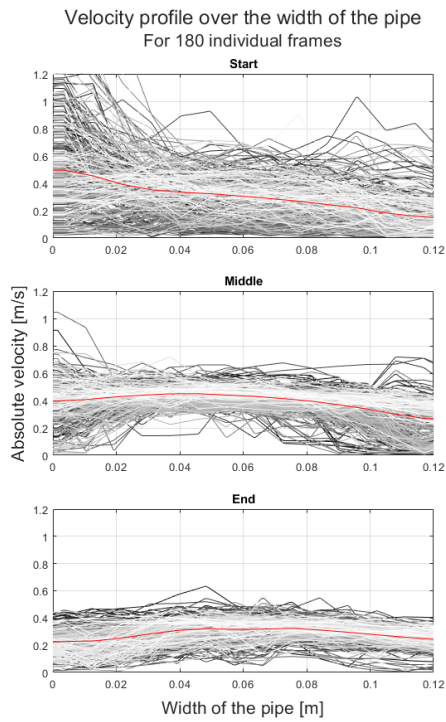 Velocity profile over the width of the pipe
For 180 individual frames
Start
1.2
1
0.8
0.6
0.4
0.2
0
0 0.02 0.04 0.06 0.08 0.1 0.12
Middle
1.2
1
0.8
0.6
0.4
0.2
0
0 0.02 0.04 0.06 0.08 0.1 0.12
Absolute velocity [m/s]
End
1.2
1
0.8
0.6
0.4
0.2
0
0 0.02 0.04 0.06 0.08 0.1 0.12
Width of the pipe [m]